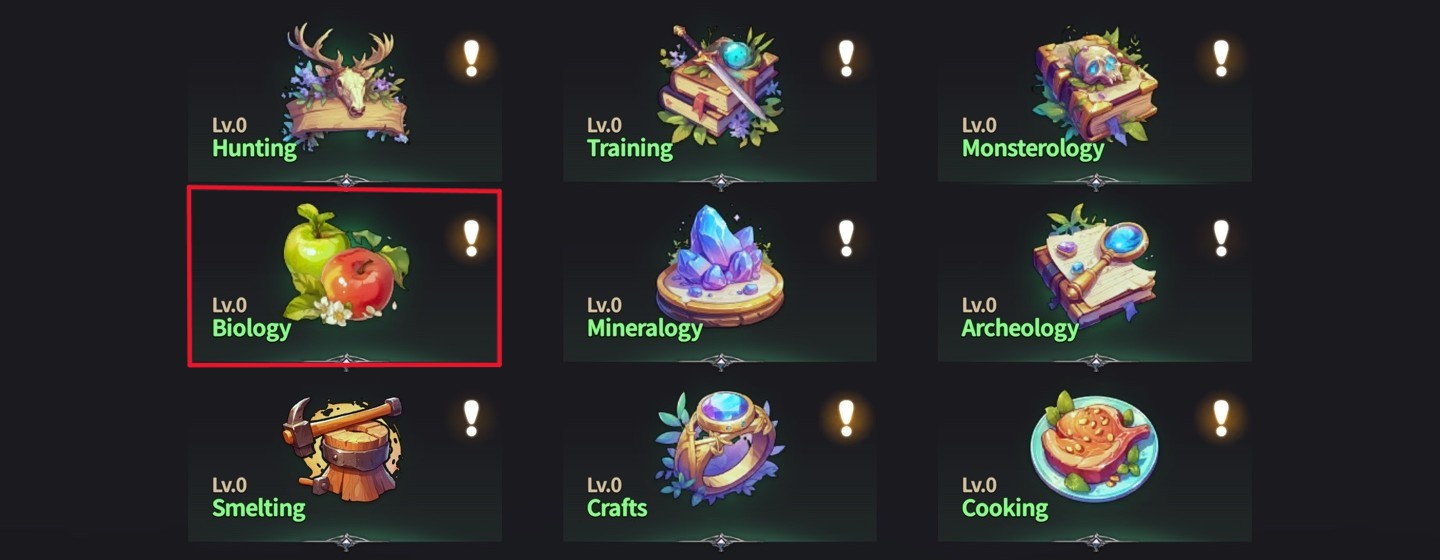 Lv.0
Hunting
Lv.0
Training
Lv.0
Monsterology
Lv.0
Biology
Lv.0
Mineralogy
Lv.0
Archeology
Lv.0
Smelting
Lv.0
Crafts
Lv.0
Cooking